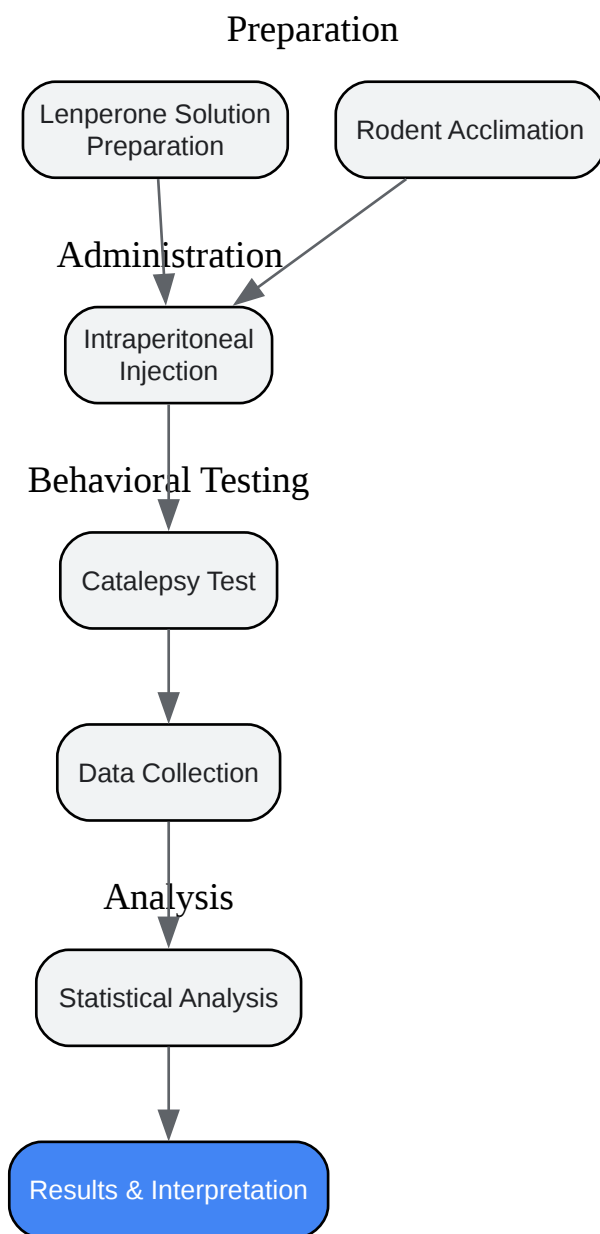 Preparation
Lenperone Solution
Preparation
Rodent Acclimation
Administration
Intraperitoneal
Injection
Behavioral Testing
Catalepsy Test
Data Collection
Analysis
Statistical Analysis
Results & Interpretation